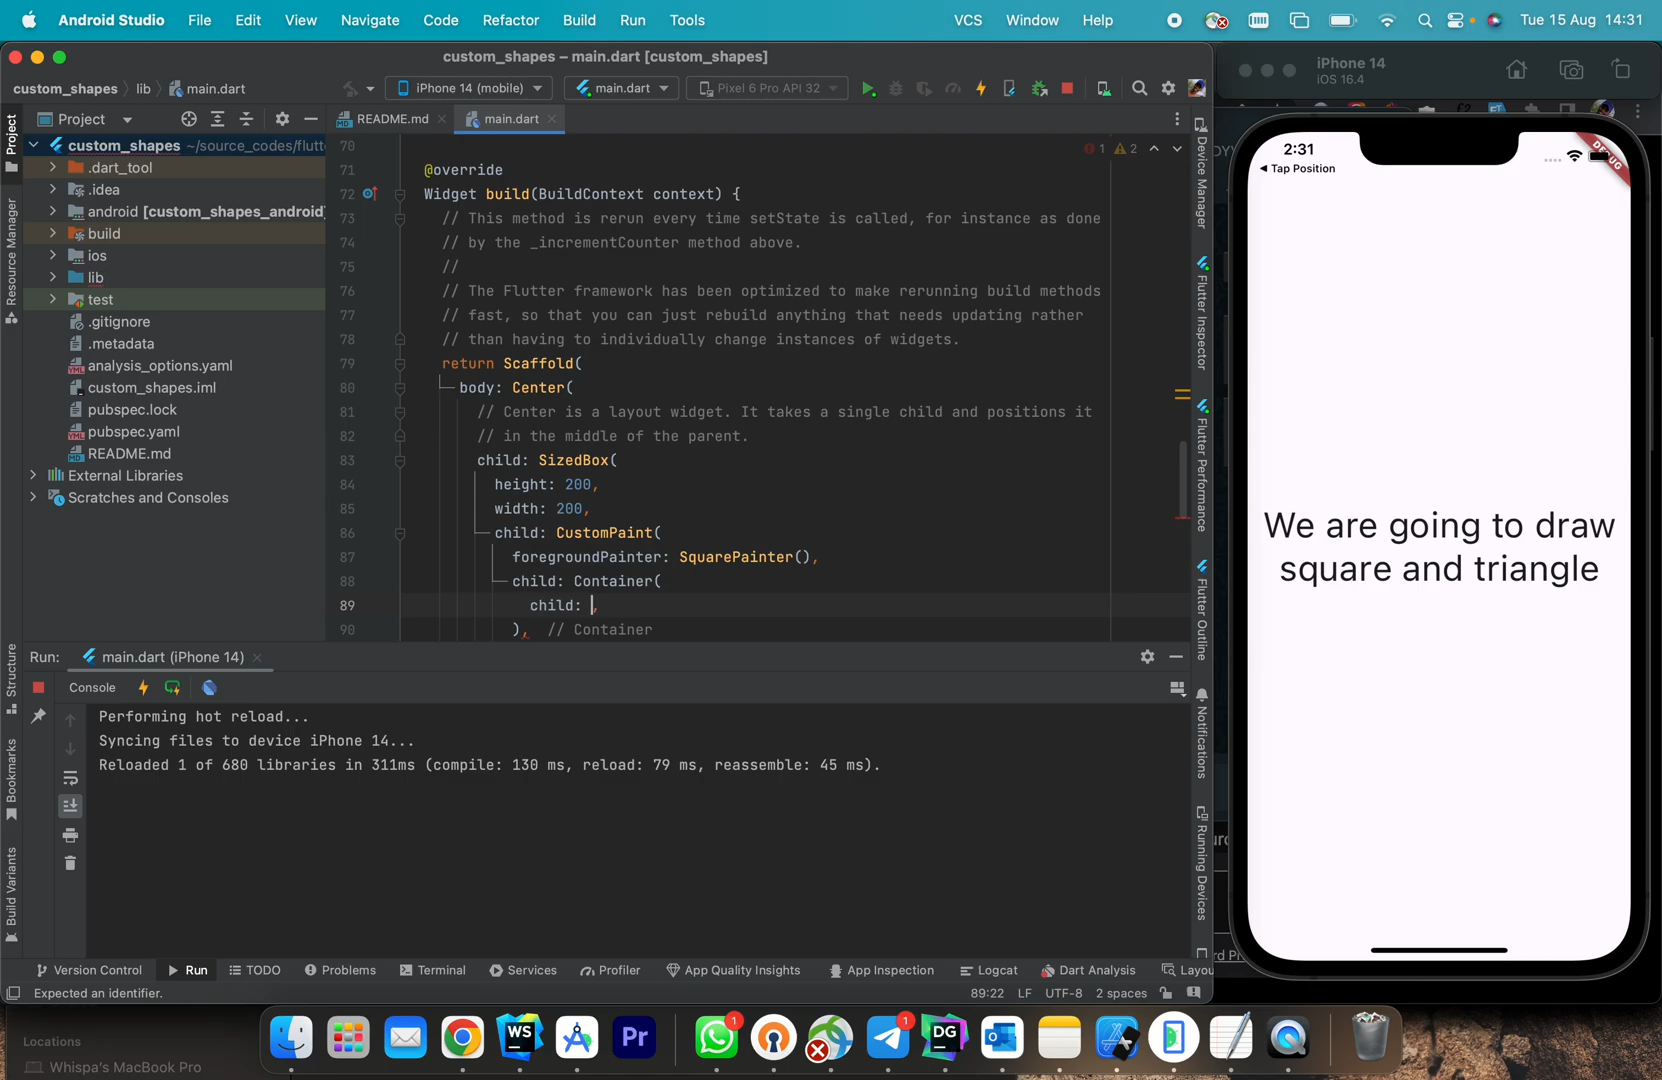 Android Studio File Edit View Navigate Code Refactor Build Run Tools VCS Window Help Tue 15 Aug 14:31
custom_shapes – main.dart [custom_shapes]
custom_shapes lib main.dart iPhone 14 (mobile) main.dart Pixel 6 Pro API 32
Project README.md main.dart
custom_shapes ~/source_codes/flutt
.dart_tool
.idea
android [custom_shapes_android]
build
ios
lib
test
.gitignore
.metadata
analysis_options.yaml
custom_shapes.iml
pubspec.lock
pubspec.yaml
README.md
External Libraries
Scratches and Consoles
Project
Resource Manager
Structure
Bookmarks
Build Variants
1 2
70
71 @override
72 Widget build(BuildContext context) {
73 // This method is rerun every time setState is called, for instance as done
74 // by the _incrementCounter method above.
75 //
76 // The Flutter framework has been optimized to make rerunning build methods
77 // fast, so that you can just rebuild anything that needs updating rather
78 // than having to individually change instances of widgets.
79 return Scaffold(
80 body: Center(
81 // Center is a layout widget. It takes a single child and positions it
82 // in the middle of the parent.
83 child: SizedBox(
84 height: 200,
85 width: 200,
86 child: CustomPaint(
87 foregroundPainter: SquarePainter(),
88 child: Container(
89 child: ,
90 ), // Container
Device Manager
Flutter Inspector
Flutter Performance
Flutter Outline
Notifications
Running Devices
Run: main.dart (iPhone 14)
Console
Performing hot reload...
Syncing files to device iPhone 14...
Reloaded 1 of 680 libraries in 311ms (compile: 130 ms, reload: 79 ms, reassemble: 45 ms).
Version Control Run TODO Problems Terminal Services Profiler App Quality Insights App Inspection Logcat Dart Analysis Layou
Expected an identifier. 89:22 LF UTF-8 2 spaces
iPhone 14
iOS 16.4
2:31
Tap Position
DEBUG
We are going to draw
square and triangle
Locations
Whispa's MacBook Pro
WS Pr 1 1 DG